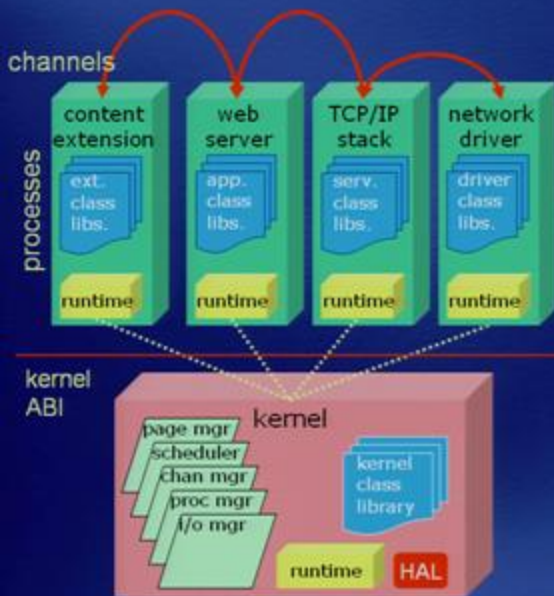 channels
processes
content
extension
ext.
class
libs.
runtime
web
server
app.
class
libs.
runtime
TCP/IP
stack
serv.
class
libs.
runtime
network
driver
driver
class
libs.
runtime
kernel
ABI
kernel
page mgr
scheduler
chan mgr
proc mgr
i/o mgr
kernel
class
library
runtime
HAL